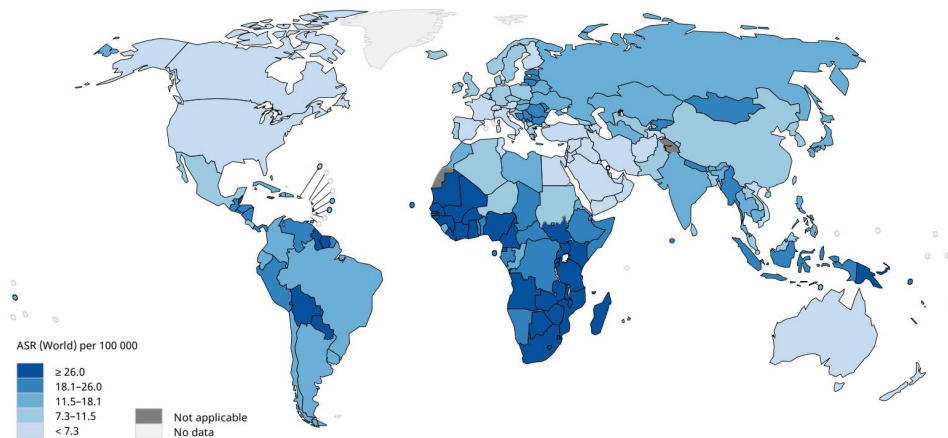 ASR (World) per 100 000
≥ 26.0
18.1–26.0
11.5–18.1
7.3–11.5
< 7.3
Not applicable
No data